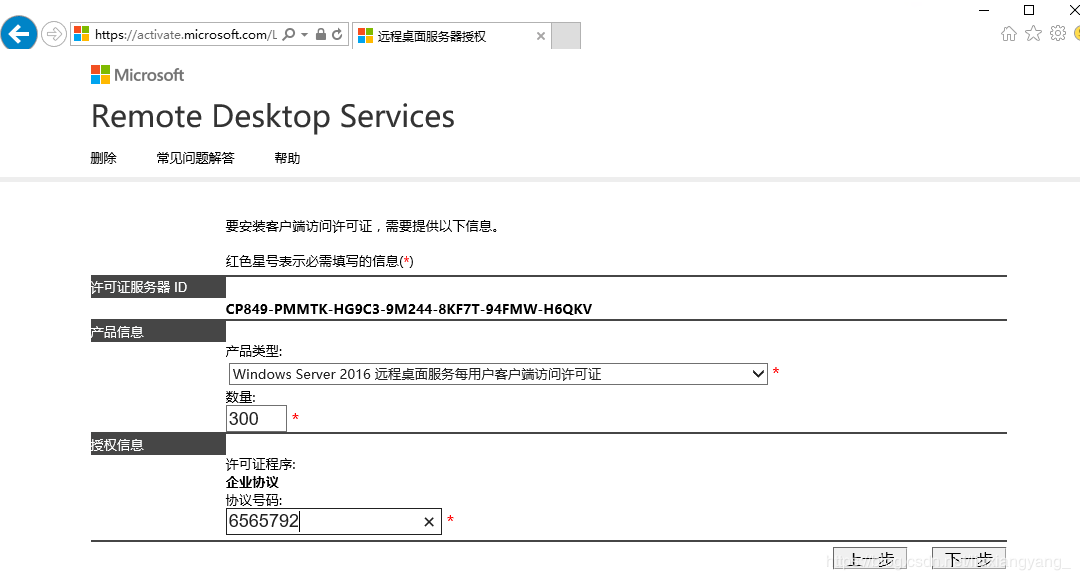 https://activate.microsoft.com/L
远程桌面服务器授权
Microsoft
Remote Desktop Services
删除 常见问题解答 帮助
要安装客户端访问许可证，需要提供以下信息。
红色星号表示必需填写的信息(*)
许可证服务器 ID
CP849-PMMTK-HG9C3-9M244-8KF7T-94FMW-H6QKV
产品信息
产品类型:
Windows Server 2016 远程桌面服务每用户客户端访问许可证 *
数量:
300 *
授权信息
许可证程序:
企业协议
协议号码:
6565792 *
上一步 下一步